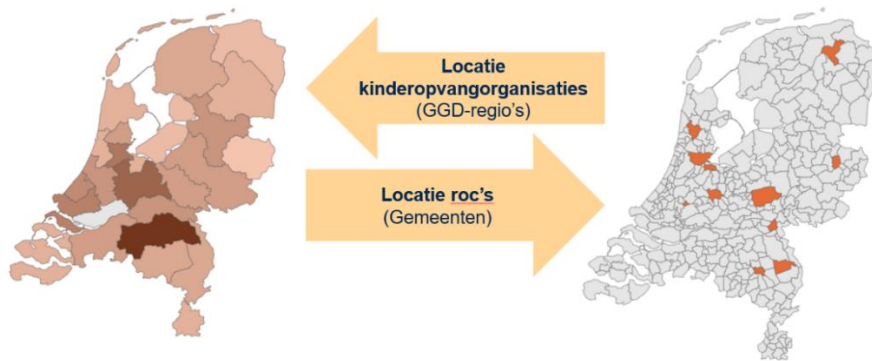 Locatie
kinderopvangorganisaties
(GGD-regio's)
Locatie roc's
(Gemeenten)